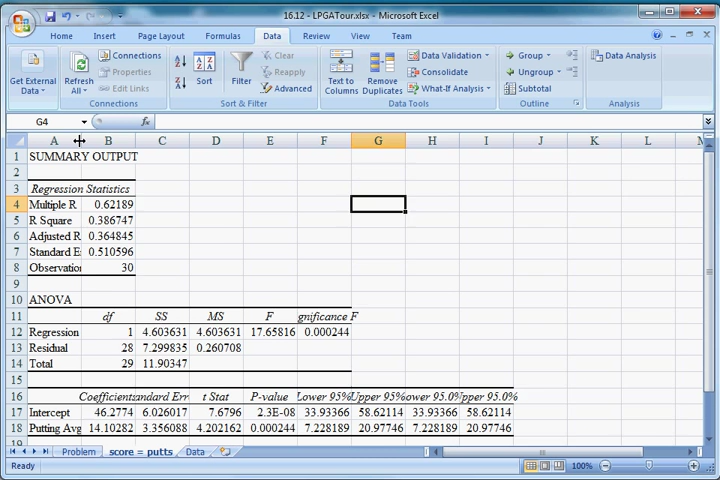 16.12 - LPGATour.xlsx - Microsoft Excel
Home Insert Page Layout Formulas Data Review View Team
Get External Data
Refresh All
Connections
Properties
Edit Links
Connections
Sort
Filter
Clear
Reapply
Advanced
Sort & Filter
Text to Columns
Remove Duplicates
Data Validation
Consolidate
What-If Analysis
Data Tools
Group
Ungroup
Subtotal
Outline
Data Analysis
Analysis
G4 fx
A B C D E F G H I J K L M
1 SUMMARY OUTPUT
2
3 Regression Statistics
4 Multiple R 0.62189
5 R Square 0.386747
6 Adjusted R 0.364845
7 Standard E 0.510596
8 Observation 30
9
10 ANOVA
11 df SS MS F gnificance F
12 Regression 1 4.603631 4.603631 17.65816 0.000244
13 Residual 28 7.299835 0.260708
14 Total 29 11.90347
15
16 Coefficients andard Err t Stat P-value Lower 95% Upper 95% ower 95.0% pper 95.0%
17 Intercept 46.2774 6.026017 7.6796 2.3E-08 33.93366 58.62114 33.93366 58.62114
18 Putting Avg 14.10282 3.356088 4.202162 0.000244 7.228189 20.97746 7.228189 20.97746
19
Problem score = putts Data
Ready 100%